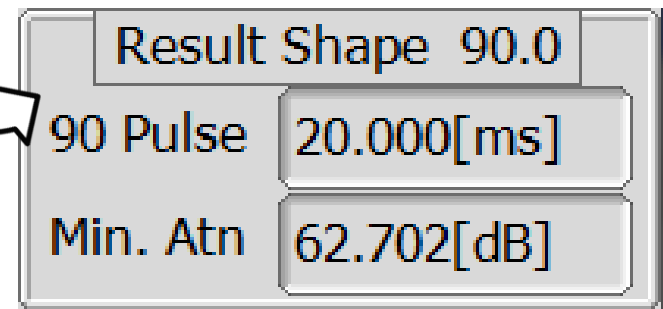 Result Shape 90.0
90 Pulse 20.000[ms]
Min. Atn 62.702[dB]